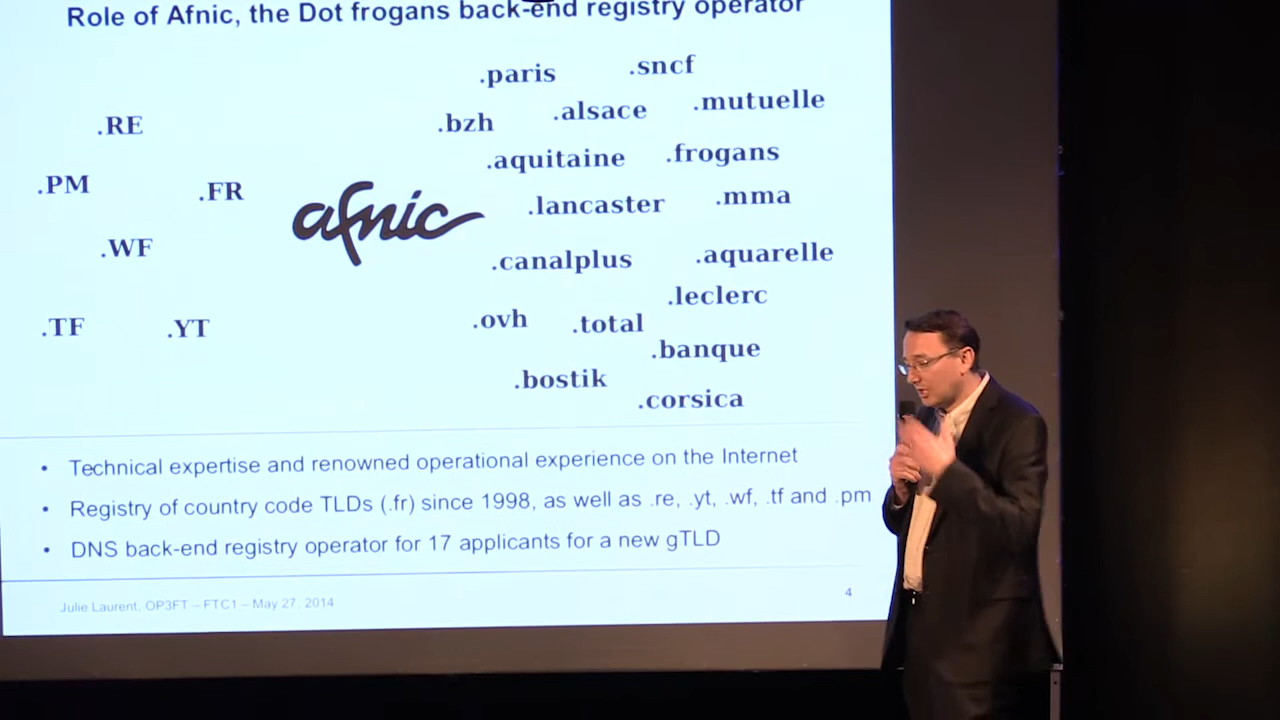 Role of Afnic, the Dot frogans back-end registry operator
.paris .sncf
.RE .bzh .alsace .mutuelle
.aquitaine .frogans
.PM .FR afnic .lancaster .mma
.WF .canalplus .aquarelle
.leclerc
.TF .YT .ovh .total
.banque
.bostik
.corsica
• Technical expertise and renowned operational experience on the Internet
• Registry of country code TLDs (.fr) since 1998, as well as .re, .yt, .wf, .tf and .pm
• DNS back-end registry operator for 17 applicants for a new gTLD
Julie Laurent, OP3FT – FTC1 – May 27, 2014 4